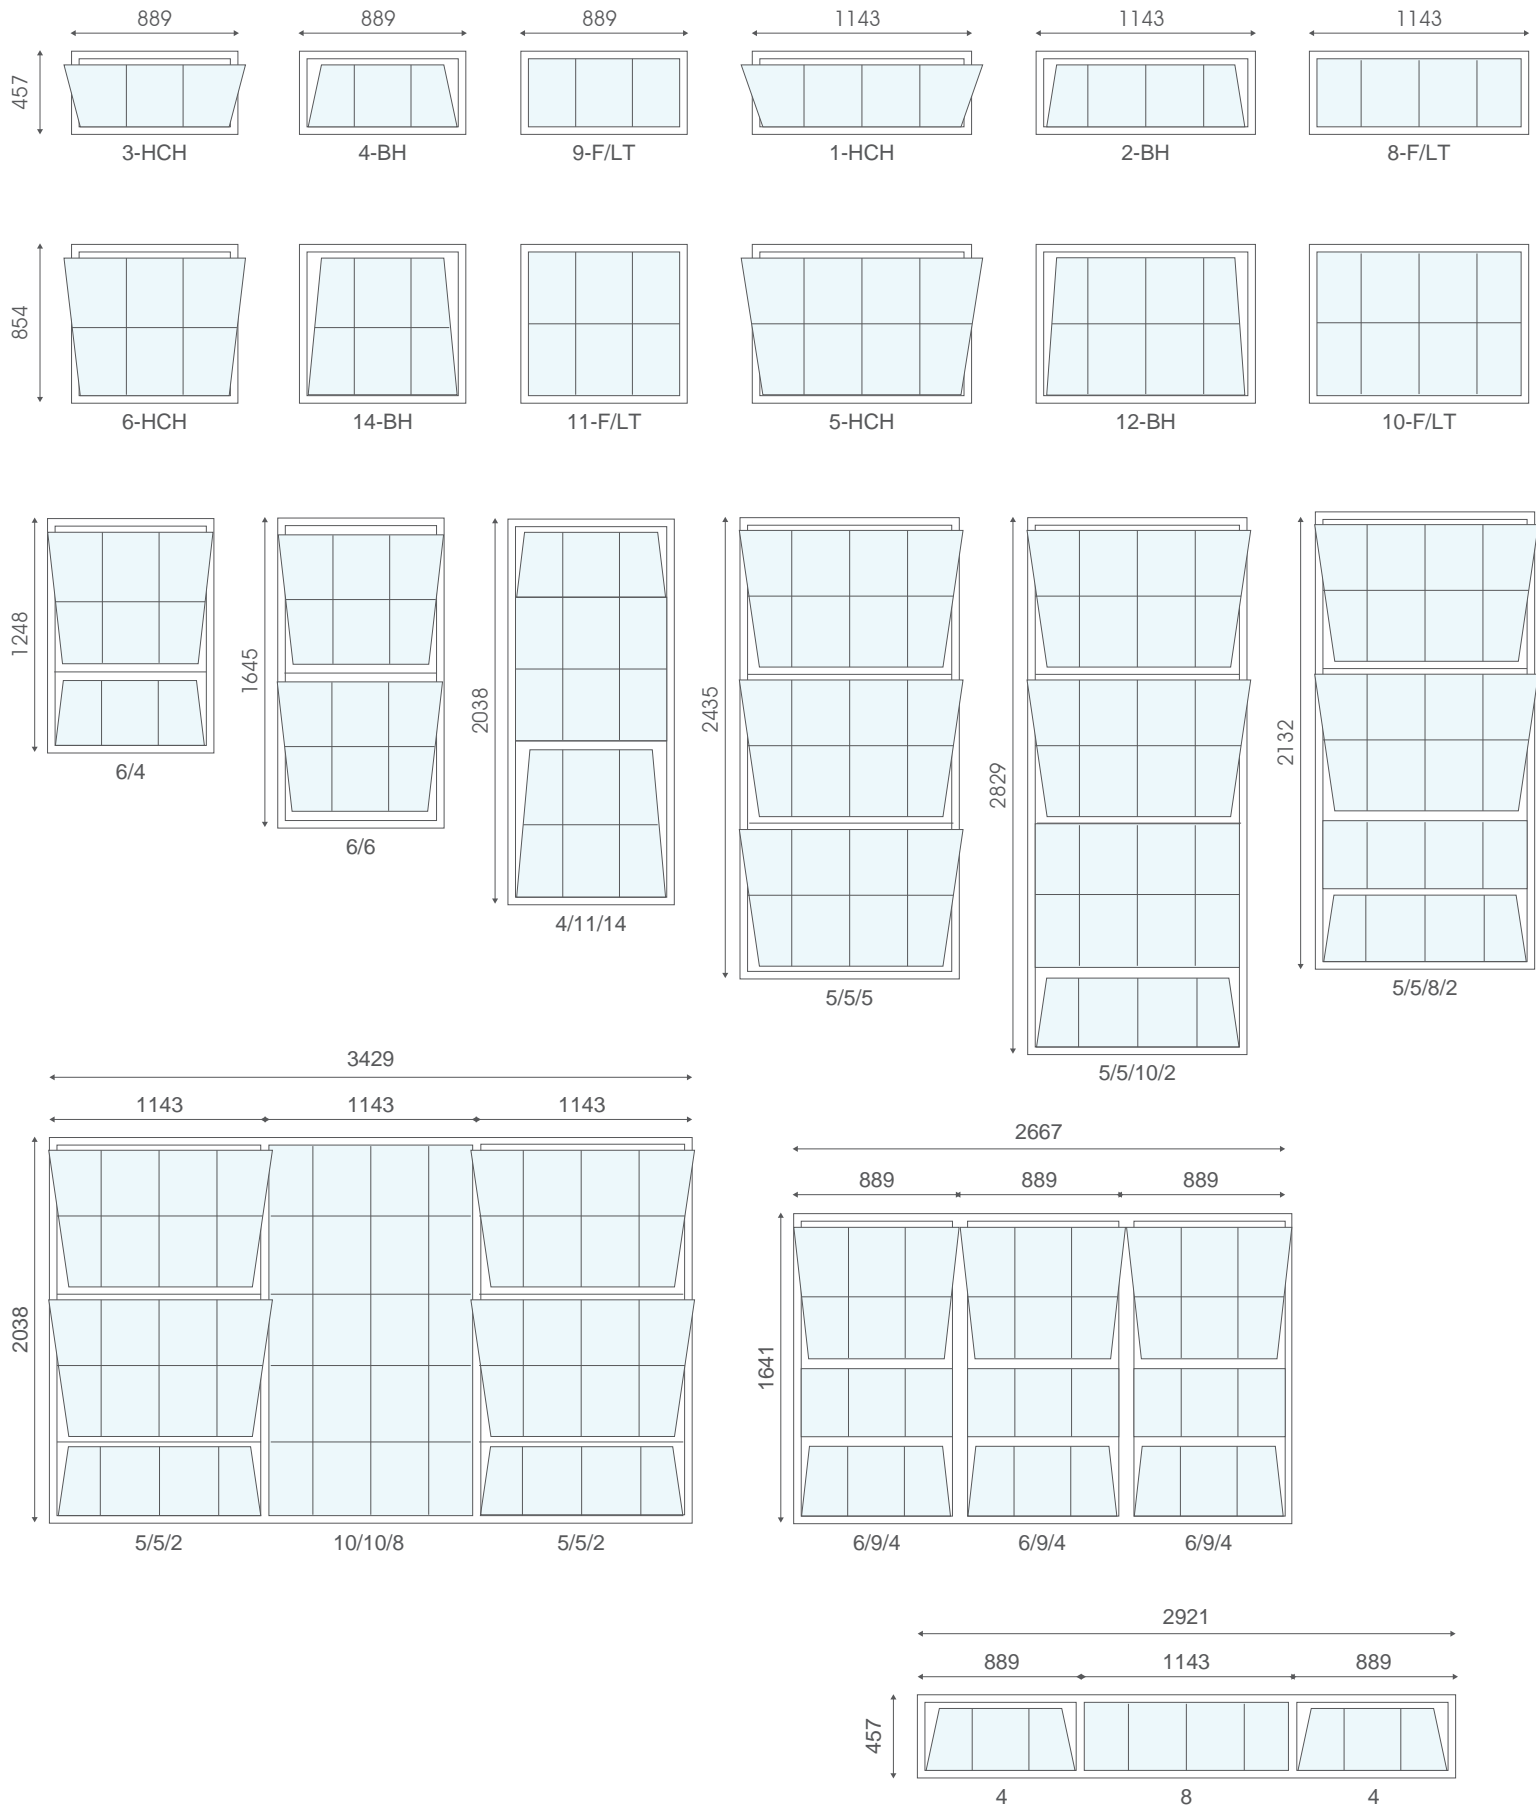 889 889 889 1143 1143 1143
457
3-HCH 4-BH 9-F/LT 1-HCH 2-BH 8-F/LT
854
6-HCH 14-BH 11-F/LT 5-HCH 12-BH 10-F/LT
1248
6/4
1645
6/6
2038
4/11/14
2435
5/5/5
2829
5/5/10/2
2132
5/5/8/2
3429
1143 1143 1143
2038
5/5/2 10/10/8 5/5/2
2667
889 889 889
1641
6/9/4 6/9/4 6/9/4
2921
889 1143 889
457
4 8 4